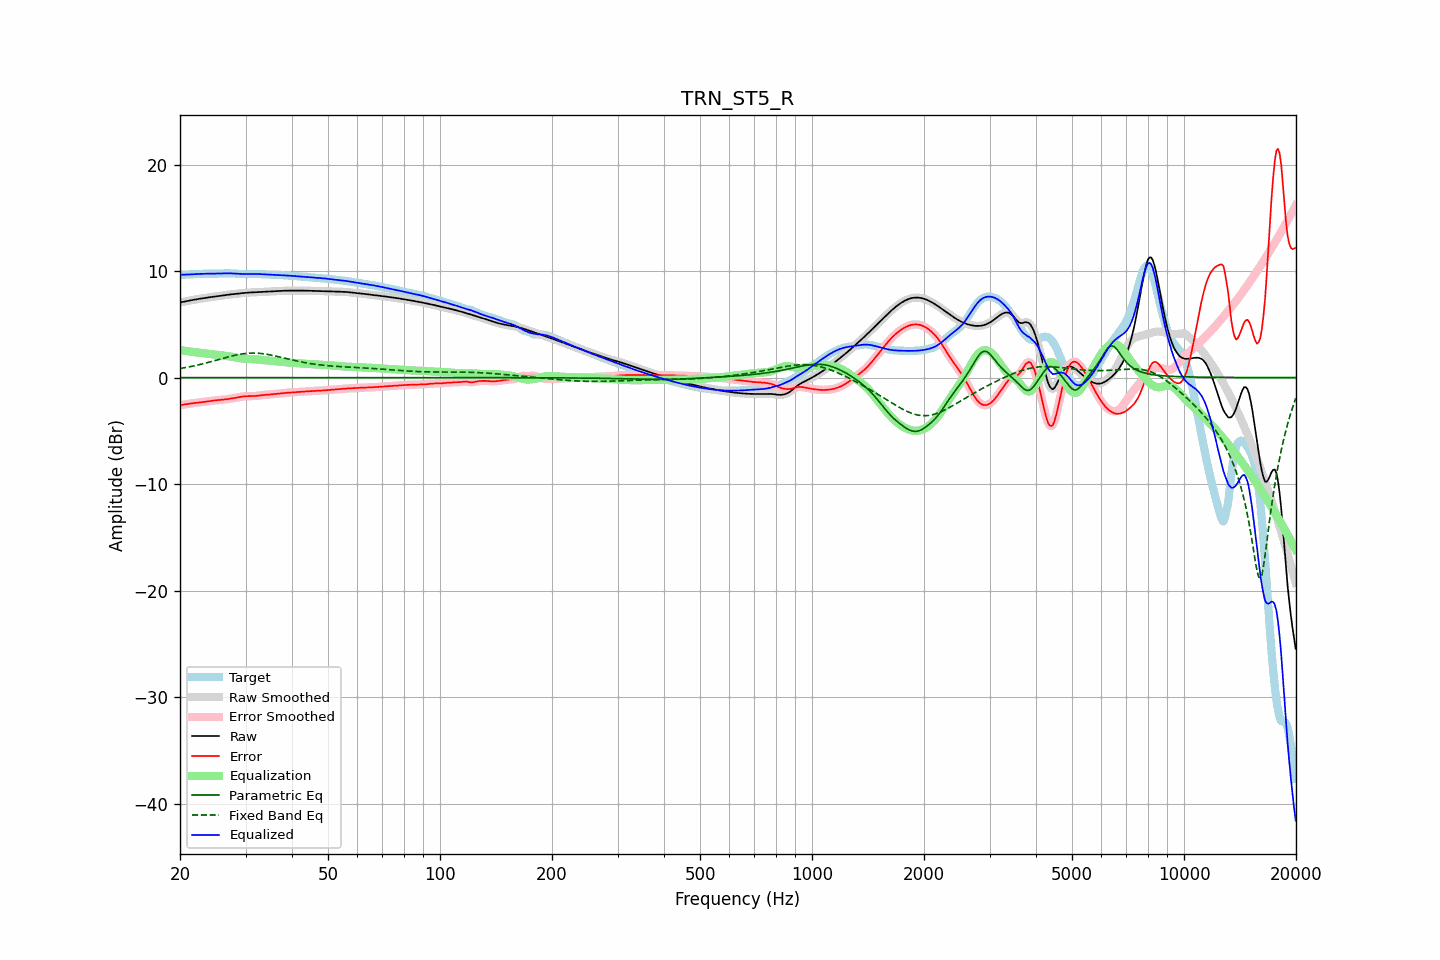 TRN_ST5_R
Amplitude (dBr)
20
10
0
−10
−20
−30
−40
Target
Raw Smoothed
Error Smoothed
Raw
Error
Equalization
Parametric Eq
Fixed Band Eq
Equalized
20 50 100 200 500 1000 2000 5000 10000 20000
Frequency (Hz)